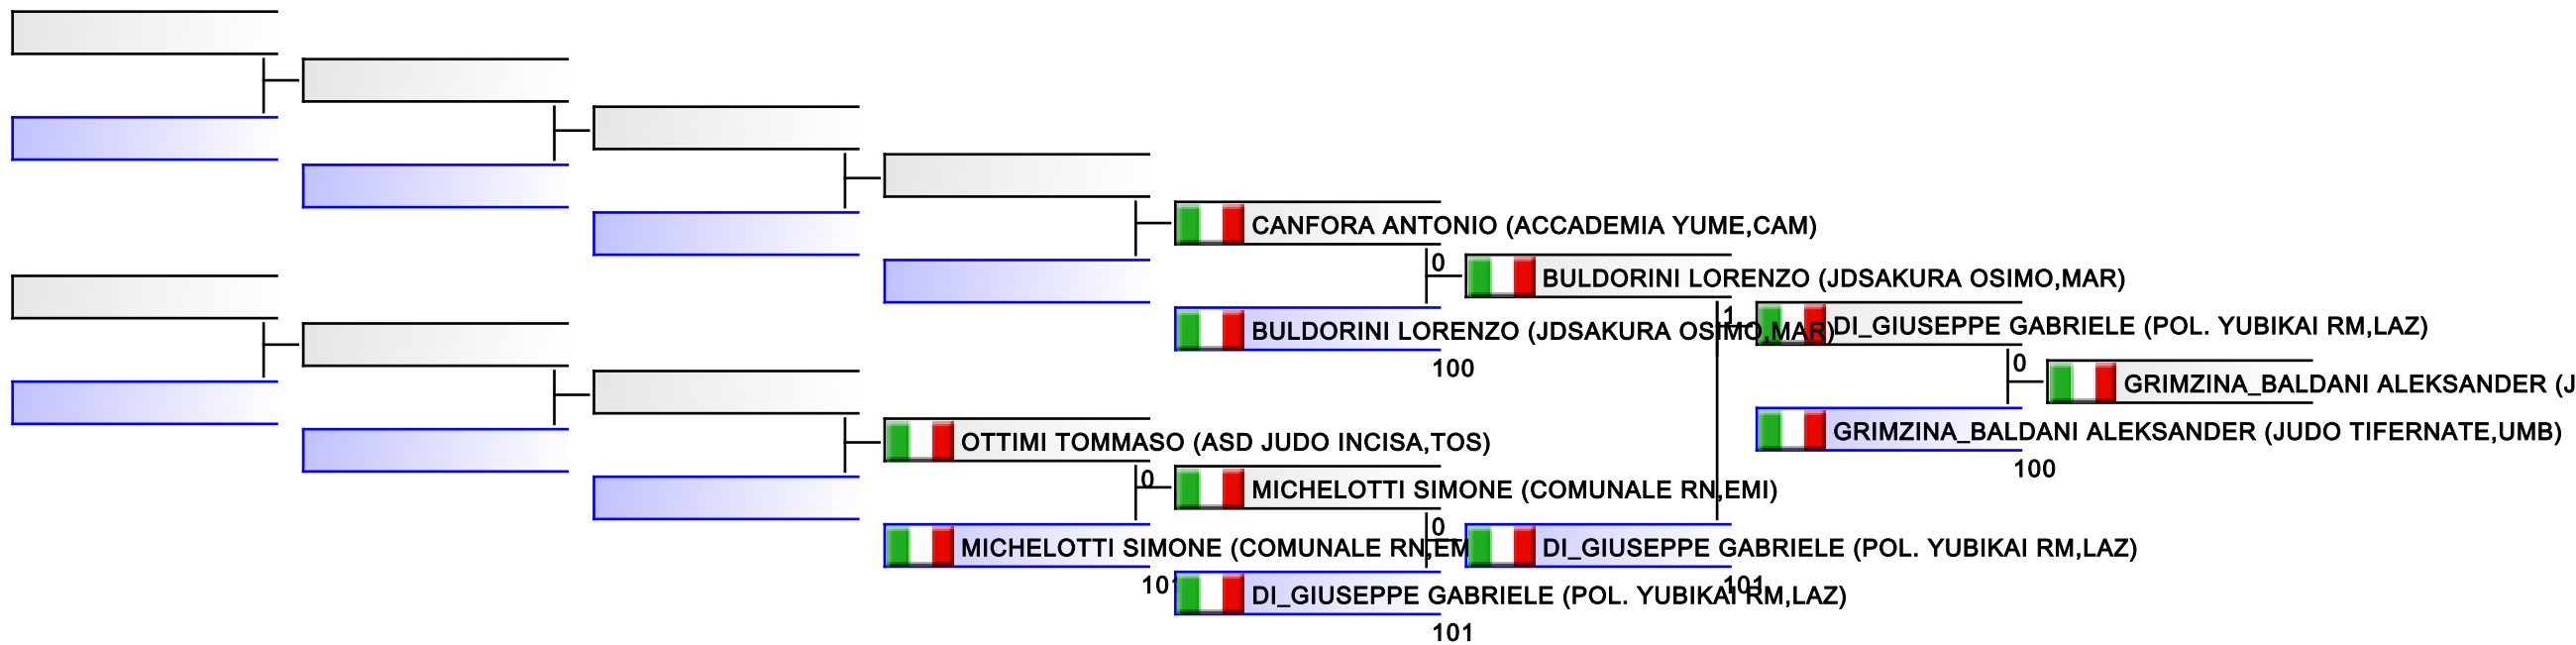 CANFORA ANTONIO (ACCADEMIA YUME,CAM)
0
BULDORINI LORENZO (JDSAKURA OSIMO,MAR)
BULDORINI LORENZO (JDSAKURA OSIMO,MAR)
100
1
DI_GIUSEPPE GABRIELE (POL. YUBIKAI RM,LAZ)
0
GRIMZINA_BALDANI ALEKSANDER (J
GRIMZINA_BALDANI ALEKSANDER (JUDO TIFERNATE,UMB)
100
OTTIMI TOMMASO (ASD JUDO INCISA,TOS)
0
MICHELOTTI SIMONE (COMUNALE RN,EMI)
MICHELOTTI SIMONE (COMUNALE RN,EM
101
0
DI_GIUSEPPE GABRIELE (POL. YUBIKAI RM,LAZ)
101
DI_GIUSEPPE GABRIELE (POL. YUBIKAI RM,LAZ)
101